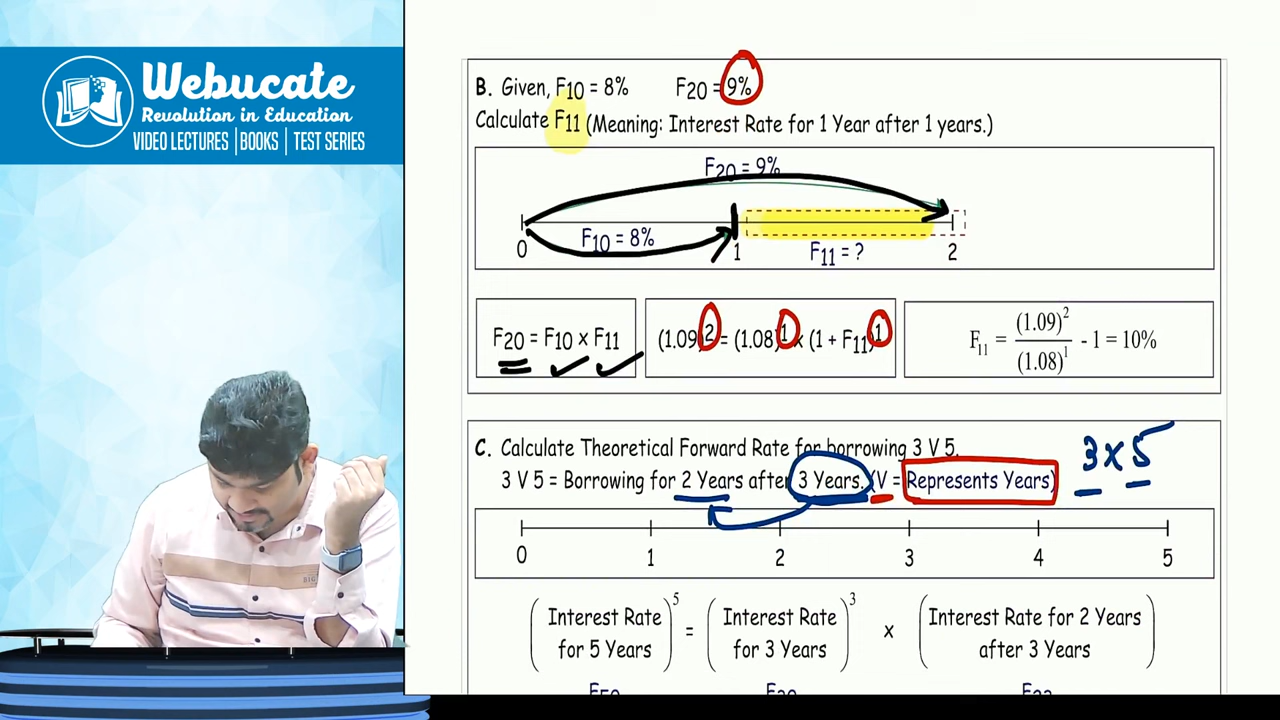 Webucate
Revolution in Education
VIDEO LECTURES | BOOKS | TEST SERIES
B. Given, F10 = 8% F20 = 9%
Calculate F11 (Meaning: Interest Rate for 1 Year after 1 years.)
F20 = 9%
F10 = 8%
0 1 F11 = ? 2
F20 = F10 x F11
(1.09)2 = (1.08)1 x (1 + F11)1
F11 = (1.09)2 / (1.08)1 - 1 = 10%
C. Calculate Theoretical Forward Rate for borrowing 3 V 5.
3 x 5
3 V 5 = Borrowing for 2 Years after 3 Years. (V = Represents Years)
0 1 2 3 4 5
(Interest Rate for 5 Years)5 = (Interest Rate for 3 Years)3 x (Interest Rate for 2 Years after 3 Years)